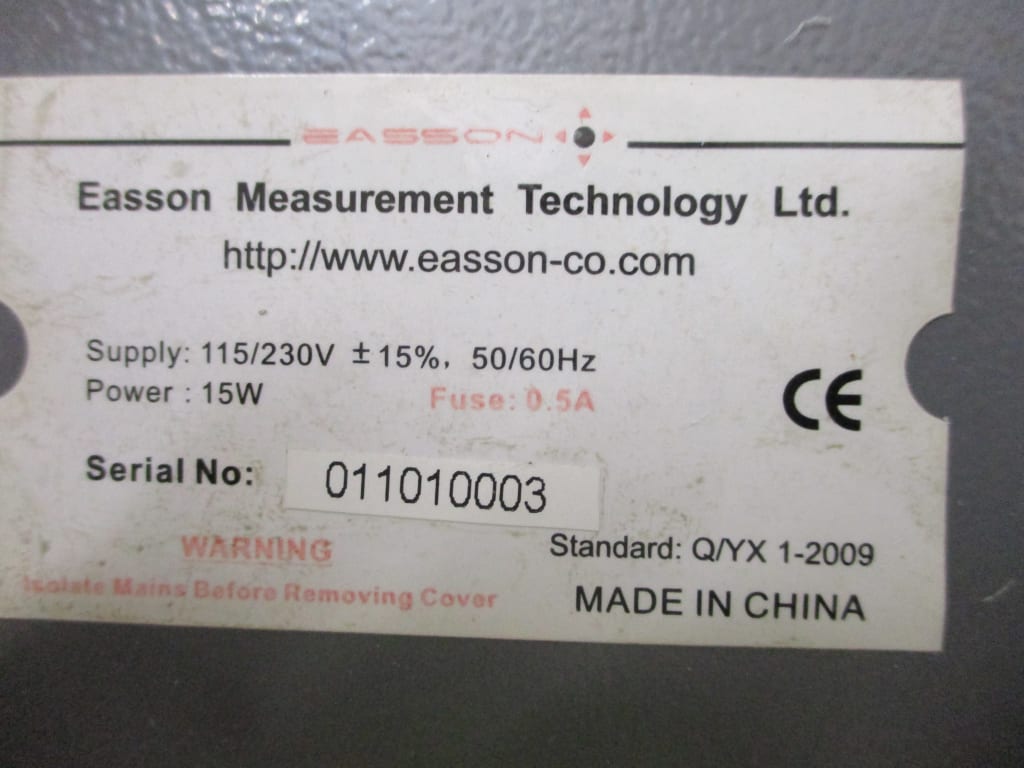 EASSON
Easson Measurement Technology Ltd.
http://www.easson-co.com
Supply: 115/230V ±15%, 50/60Hz
Power : 15W Fuse: 0.5A
CE
Serial No: 011010003
WARNING
Isolate Mains Before Removing Cover
Standard: Q/YX 1-2009
MADE IN CHINA